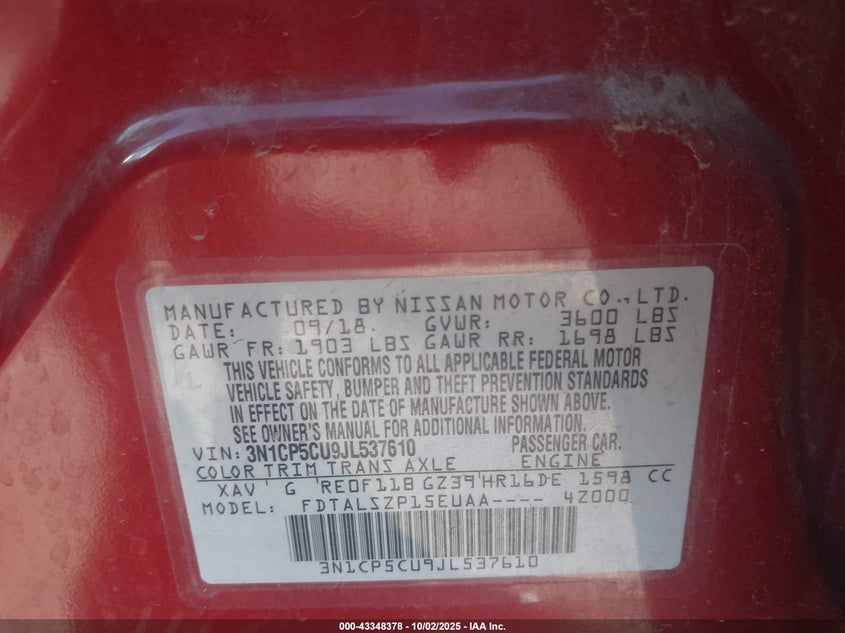 MANUFACTURED BY NISSAN MOTOR CO., LTD.
DATE: 09/18. GVWR: 3600 LBS
GAWR FR: 1903 LBS GAWR RR: 1698 LBS
THIS VEHICLE CONFORMS TO ALL APPLICABLE FEDERAL MOTOR
VEHICLE SAFETY, BUMPER AND THEFT PREVENTION STANDARDS
IN EFFECT ON THE DATE OF MANUFACTURE SHOWN ABOVE.
SEE OWNER'S MANUAL FOR ADDITIONAL INFORMATION.
VIN: 3N1CP5CU9JL537610 PASSENGER CAR.
COLOR TRIM TRANS AXLE ENGINE
XAV G RE0F11B GZ39 HR16DE 1598 CC
MODEL: FDTALSZP15EUAA---- 4Z000
3N1CP5CU9JL537610
000-43348378 - 10/02/2025 - IAA Inc.